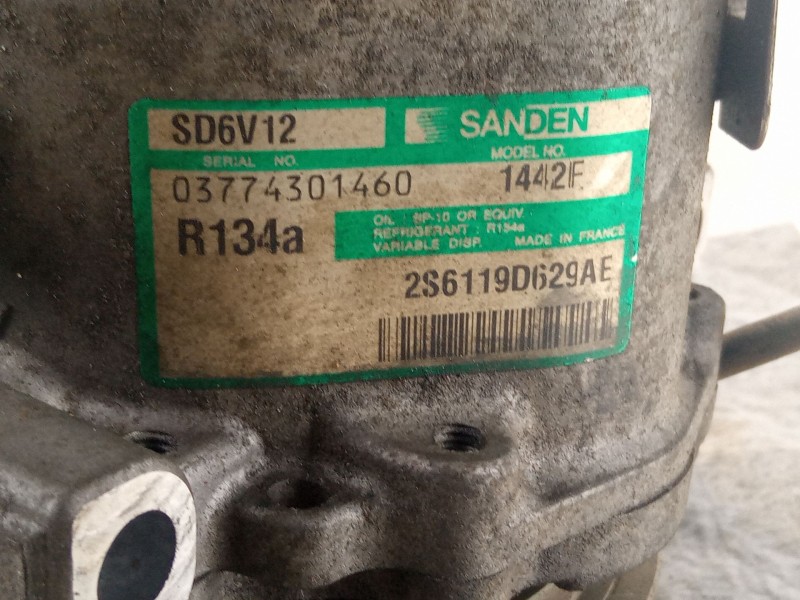 SD6V12 SANDEN
SERIAL NO. MODEL NO.
03774301460 1442F
R134a
OIL : SP-10 OR EQUIV.
REFRIGERANT : R134a
VARIABLE DISP. MADE IN FRANCE
2S6119D629AE